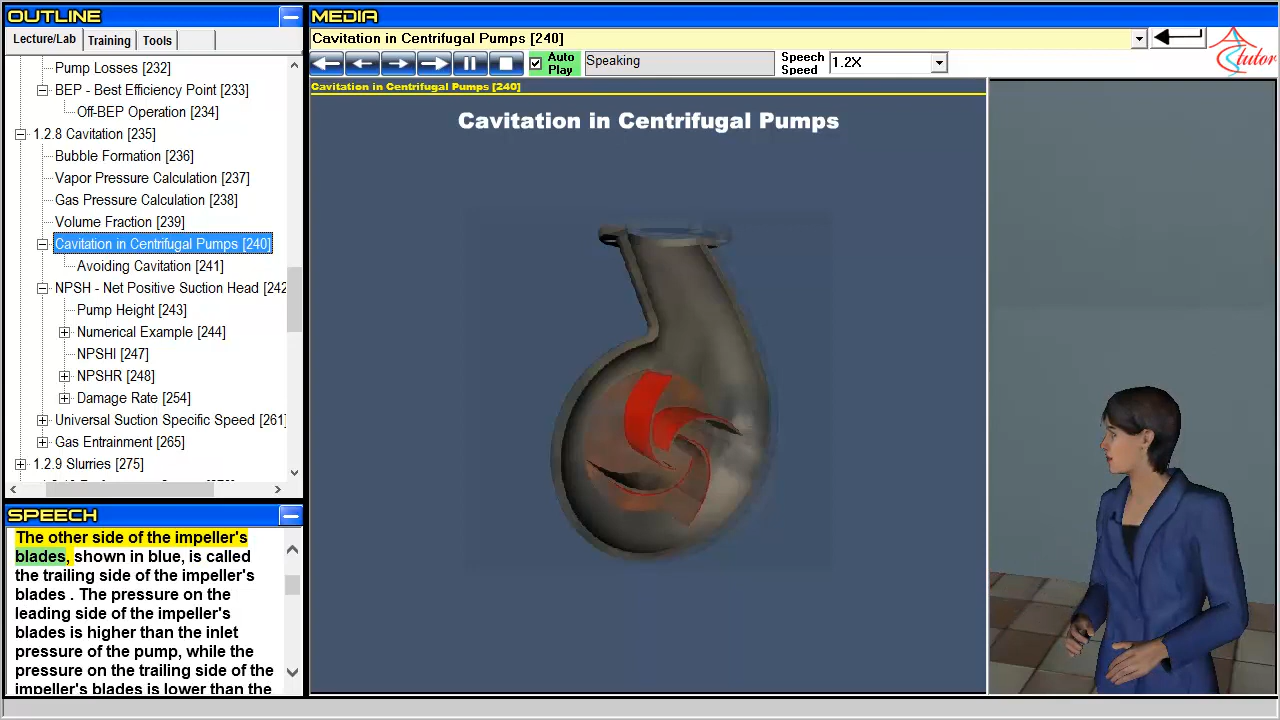 OUTLINE
Lecture/Lab
Training
Tools
Pump Losses [232]
BEP - Best Efficiency Point [233]
Off-BEP Operation [234]
1.2.8 Cavitation [235]
Bubble Formation [236]
Vapor Pressure Calculation [237]
Gas Pressure Calculation [238]
Volume Fraction [239]
Cavitation in Centrifugal Pumps [240]
Avoiding Cavitation [241]
NPSH - Net Positive Suction Head [242
Pump Height [243]
Numerical Example [244]
NPSHI [247]
NPSHR [248]
Damage Rate [254]
Universal Suction Specific Speed [261]
Gas Entrainment [265]
1.2.9 Slurries [275]
SPEECH
The other side of the impeller's
blades, shown in blue, is called
the trailing side of the impeller's
blades . The pressure on the
leading side of the impeller's
blades is higher than the inlet
pressure of the pump, while the
pressure on the trailing side of the
impeller's blades is lower than the
MEDIA
Cavitation in Centrifugal Pumps [240]
Auto
Play
Speaking
Speech
Speed
1.2X
tutor
Cavitation in Centrifugal Pumps [240]
Cavitation in Centrifugal Pumps